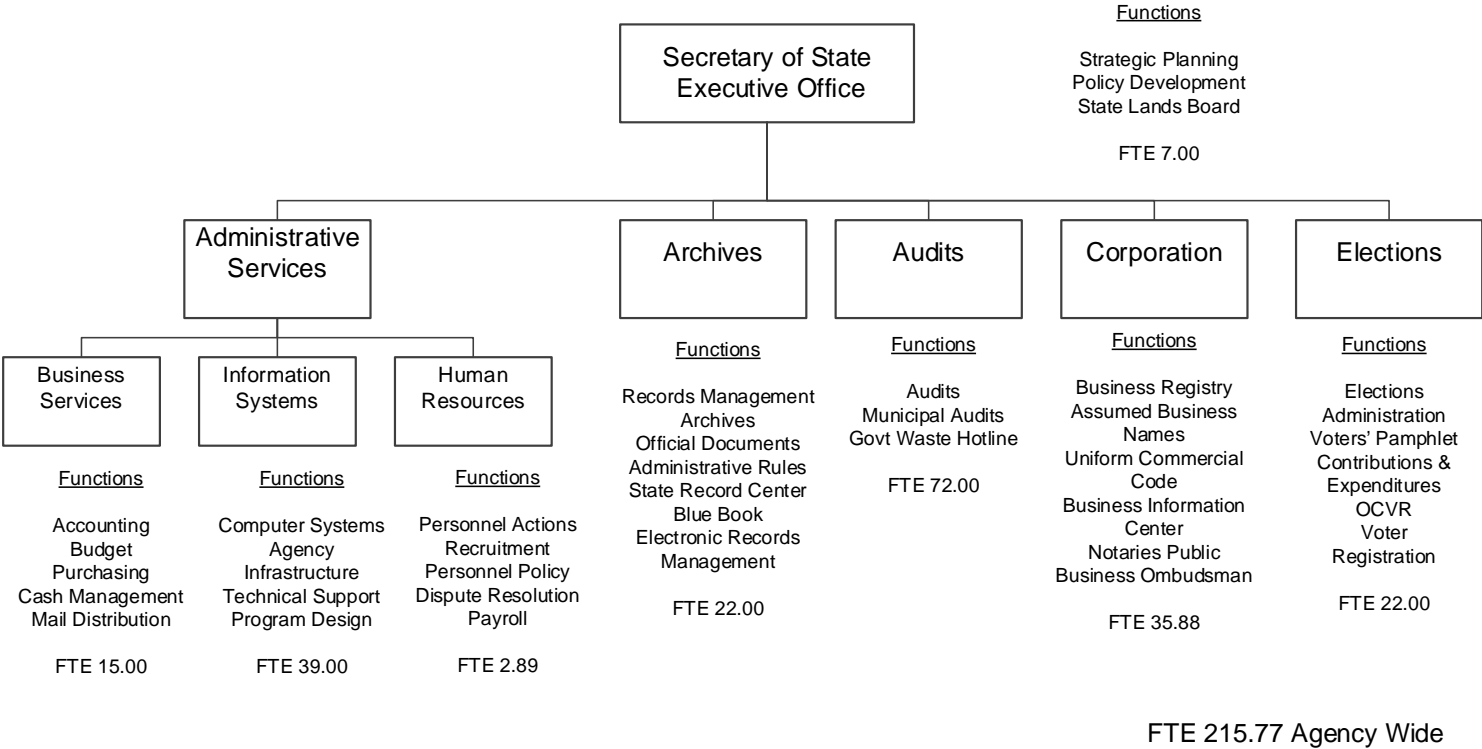 Secretary of State
Executive Office
Functions
Strategic Planning
Policy Development
State Lands Board
FTE 7.00
Administrative
Services
Archives
Audits
Corporation
Elections
Business
Services
Information
Systems
Human
Resources
Functions
Accounting
Budget
Purchasing
Cash Management
Mail Distribution
FTE 15.00
Functions
Computer Systems
Agency
Infrastructure
Technical Support
Program Design
FTE 39.00
Functions
Personnel Actions
Recruitment
Personnel Policy
Dispute Resolution
Payroll
FTE 2.89
Functions
Records Management
Archives
Official Documents
Administrative Rules
State Record Center
Blue Book
Electronic Records
Management
FTE 22.00
Functions
Audits
Municipal Audits
Govt Waste Hotline
FTE 72.00
Functions
Business Registry
Assumed Business
Names
Uniform Commercial
Code
Business Information
Center
Notaries Public
Business Ombudsman
FTE 35.88
Functions
Elections
Administration
Voters’ Pamphlet
Contributions &
Expenditures
OCVR
Voter
Registration
FTE 22.00
FTE 215.77 Agency Wide